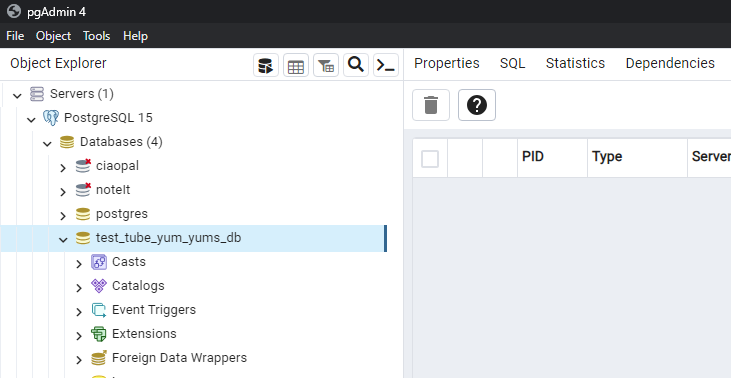 pgAdmin 4
File Object Tools Help
Object Explorer
Properties SQL Statistics Dependencies
Servers (1)
PostgreSQL 15
Databases (4)
ciaopal
PID Type Server
noteIt
postgres
test_tube_yum_yums_db
Casts
Catalogs
Event Triggers
Extensions
Foreign Data Wrappers